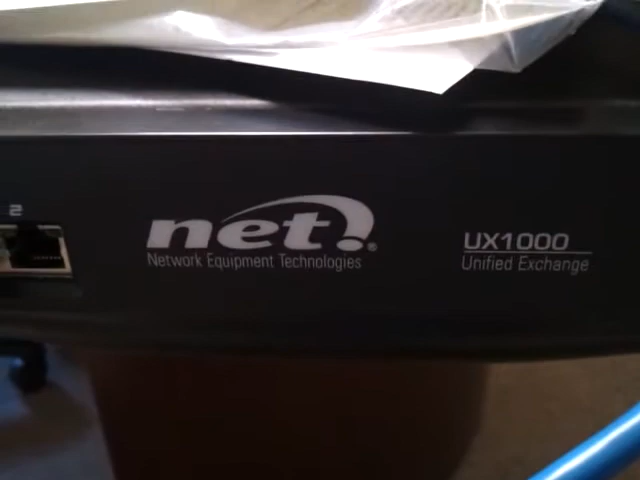 2
net.®
Network Equipment Technologies
UX1000
Unified Exchange